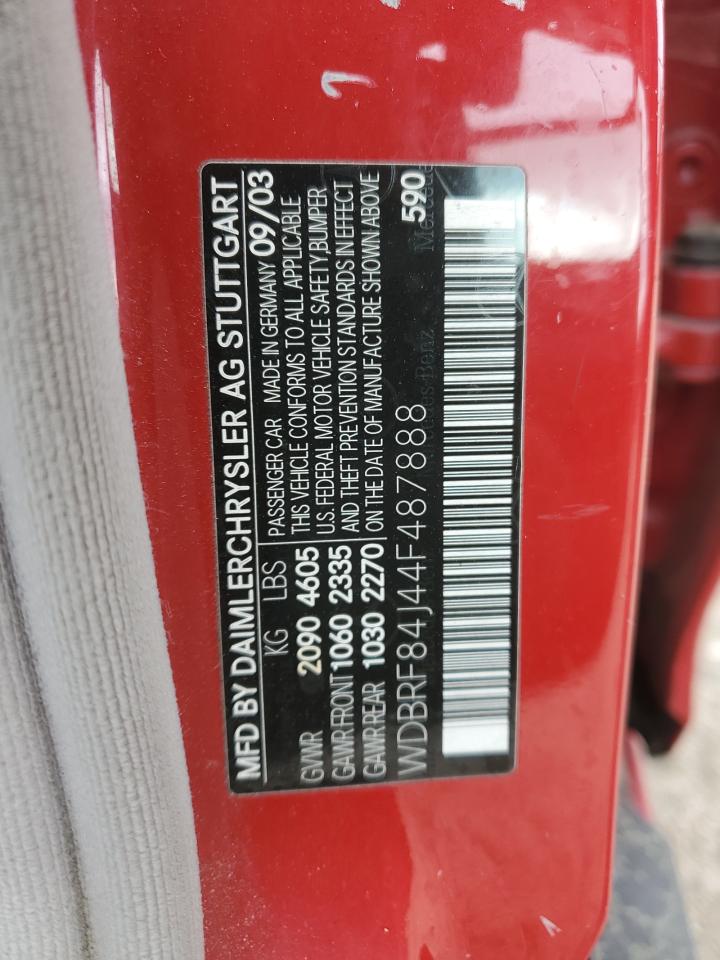 MFD BY DAIMLERCHRYSLER AG STUTTGART
KG LBS PASSENGER CAR MADE IN GERMANY 09/03
GVWR 2090 4605 THIS VEHICLE CONFORMS TO ALL APPLICABLE
GAWR FRONT 1060 2335 U.S. FEDERAL MOTOR VEHICLE SAFETY, BUMPER
GAWR REAR 1030 2270 AND THEFT PREVENTION STANDARDS IN EFFECT
ON THE DATE OF MANUFACTURE SHOWN ABOVE
WDBRF84J44F487888 590